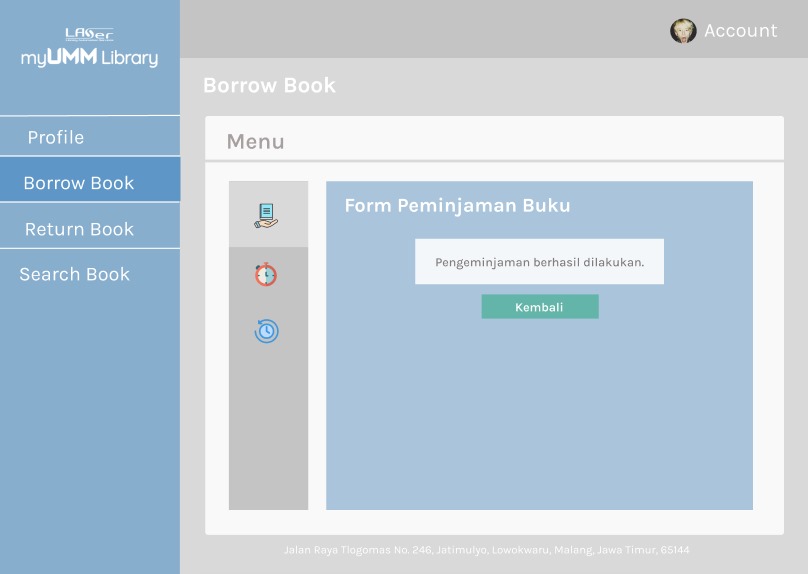 LASer
myUMM Library
Account
Borrow Book
Profile
Borrow Book
Return Book
Search Book
Menu
Form Peminjaman Buku
Pengeminjaman berhasil dilakukan.
Kembali
Jalan Raya Tlogomas No. 246, Jatimulyo, Lowokwaru, Malang, Jawa Timur, 65144